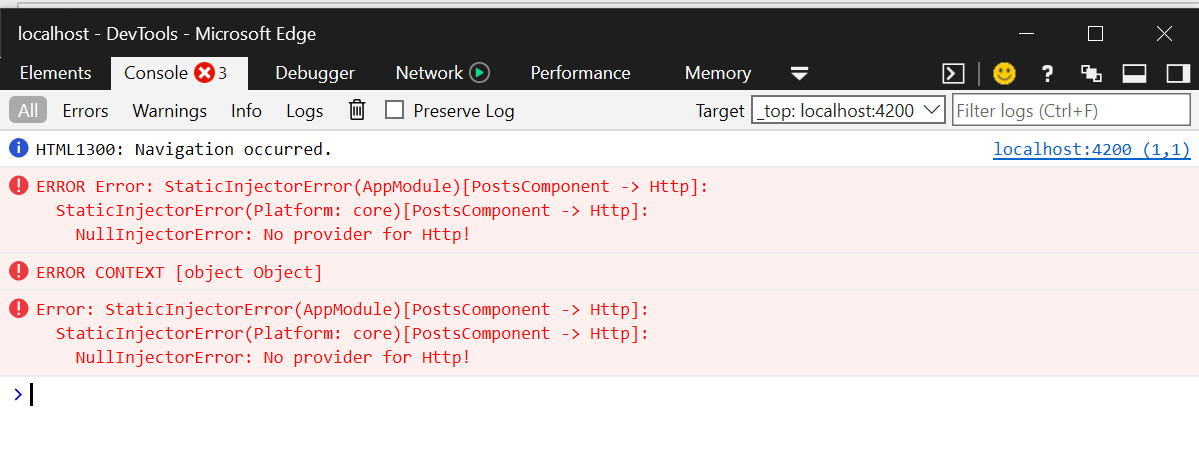 localhost - DevTools - Microsoft Edge
Elements Console 3 Debugger Network Performance Memory ?
All Errors Warnings Info Logs Preserve Log Target _top: localhost:4200 Filter logs (Ctrl+F)
HTML1300: Navigation occurred. localhost:4200 (1,1)
ERROR Error: StaticInjectorError(AppModule)[PostsComponent -> Http]:
StaticInjectorError(Platform: core)[PostsComponent -> Http]:
NullInjectorError: No provider for Http!
ERROR CONTEXT [object Object]
Error: StaticInjectorError(AppModule)[PostsComponent -> Http]:
StaticInjectorError(Platform: core)[PostsComponent -> Http]:
NullInjectorError: No provider for Http!